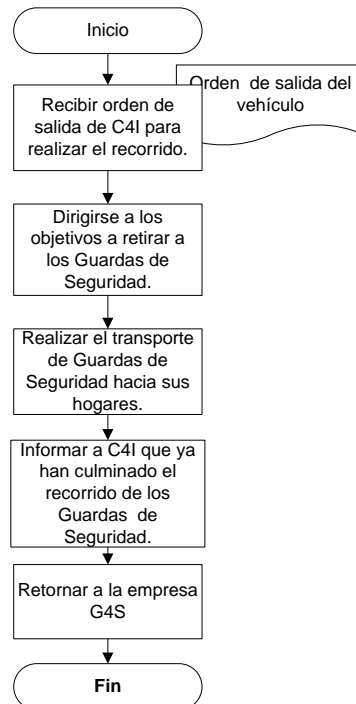 Inicio
Orden de salida del
vehículo
Recibir orden de
salida de C4I para
realizar el recorrido.
Dirigirse a los
objetivos a retirar a
los Guardas de
Seguridad.
Realizar el transporte
de Guardas de
Seguridad hacia sus
hogares.
Informar a C4I que ya
han culminado el
recorrido de los
Guardas de
Seguridad.
Retornar a la empresa
G4S
Fin